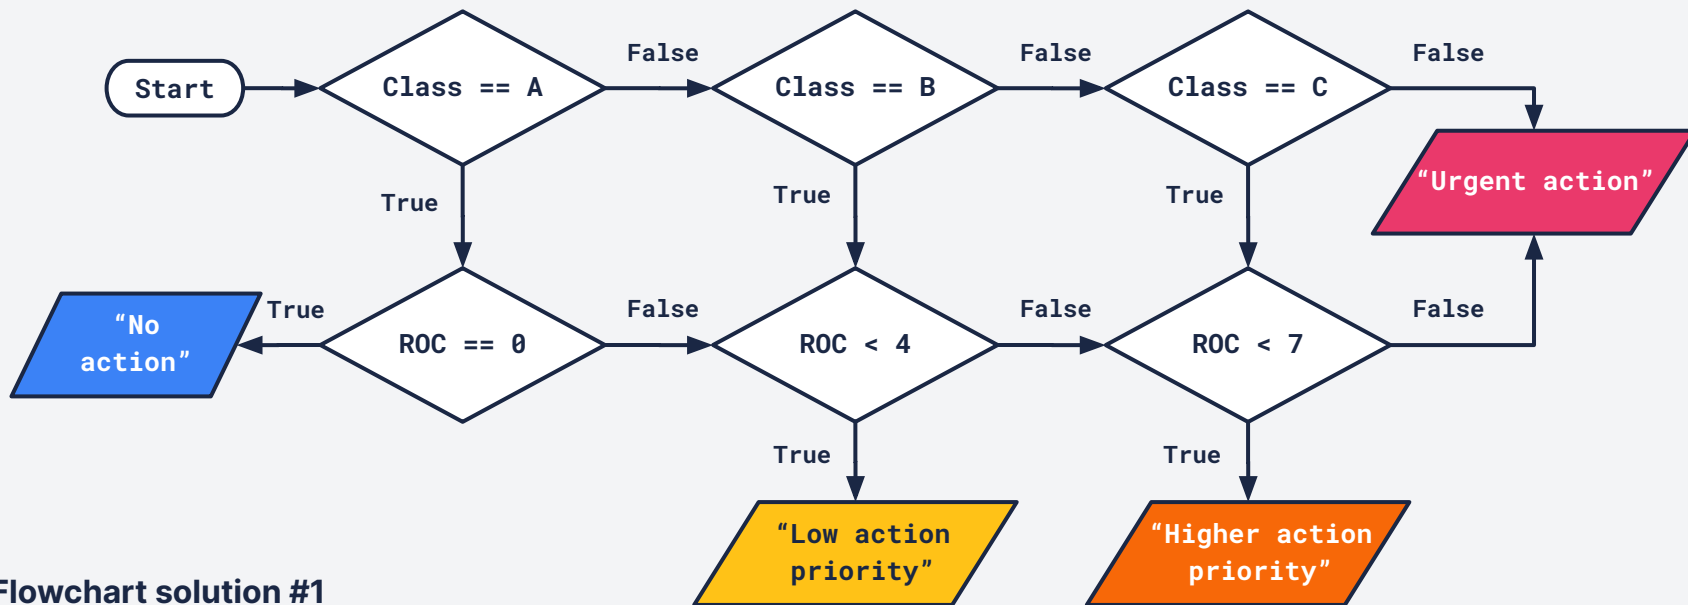 False
False
False
Start
Class == A
Class == B
Class == C
“Urgent action”
True
True
True
“No
action”
True
ROC == 0
False
ROC < 4
False
ROC < 7
False
True
True
“Low action
priority”
“Higher action
priority”
Flowchart solution #1